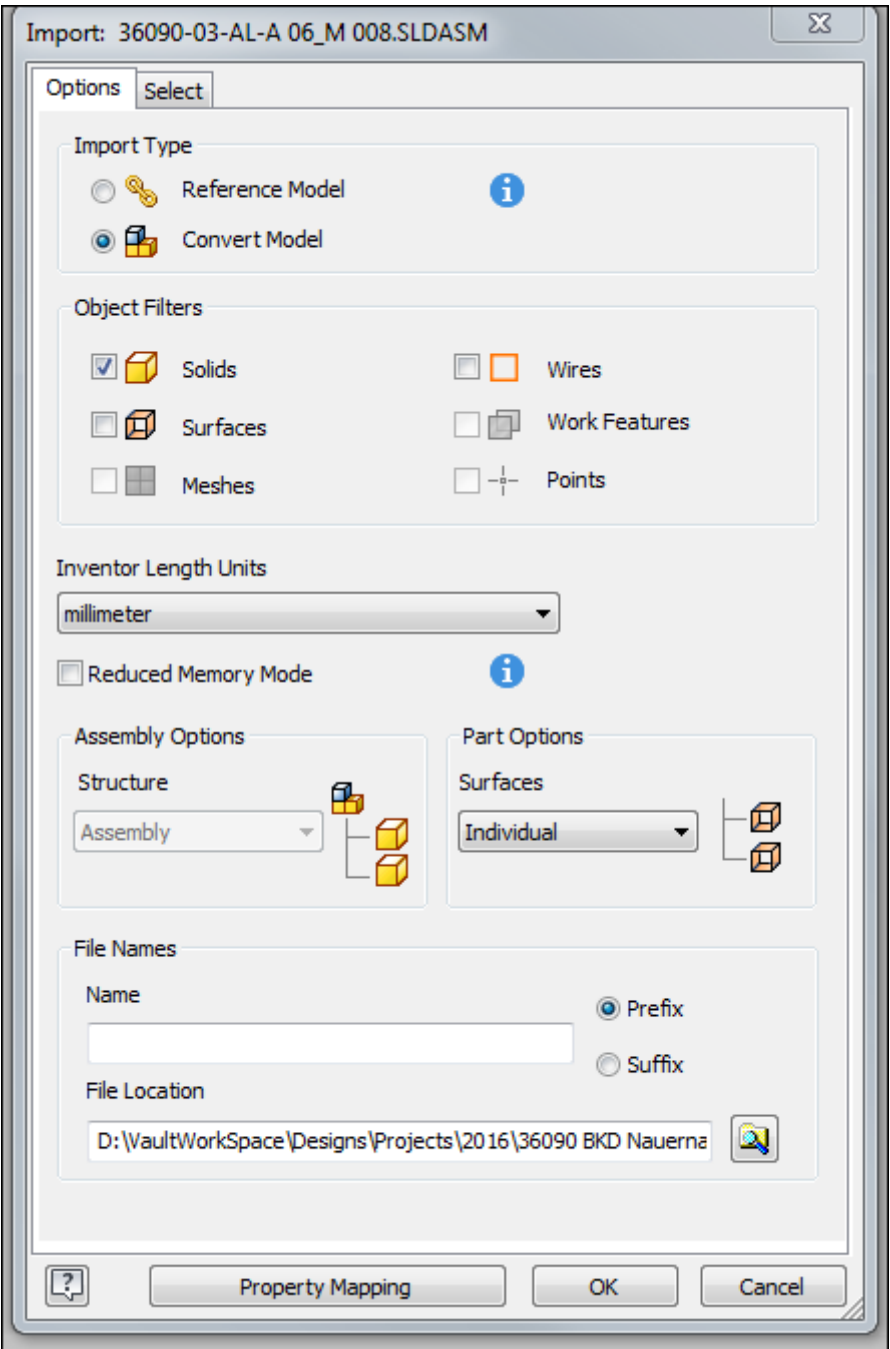 Import: 36090-03-AL-A 06_M 008.SLDASM
Options Select
Import Type
Reference Model
Convert Model
Object Filters
Solids Wires
Surfaces Work Features
Meshes Points
Inventor Length Units
millimeter
Reduced Memory Mode
Assembly Options Part Options
Structure Surfaces
Assembly Individual
File Names
Name
Prefix
Suffix
File Location
D:\VaultWorkSpace\Designs\Projects\2016\36090 BKD Nauerna
Property Mapping OK Cancel